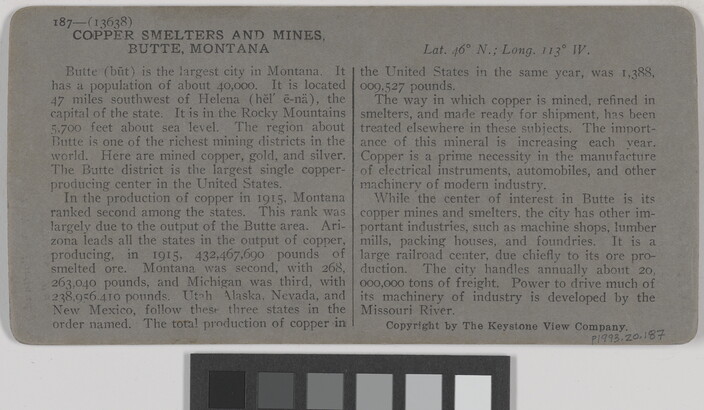 187—(13638)
COPPER SMELTERS AND MINES,
BUTTE, MONTANA
Lat. 46° N.; Long. 113° W.
Butte (būt) is the largest city in Montana. It
has a population of about 40,000. It is located
47 miles southwest of Helena (hĕl' ē-nä), the
capital of the state. It is in the Rocky Mountains
5,700 feet about sea level. The region about
Butte is one of the richest mining districts in the
world. Here are mined copper, gold, and silver.
The Butte district is the largest single copper-
producing center in the United States.
In the production of copper in 1915, Montana
ranked second among the states. This rank was
largely due to the output of the Butte area. Ari-
zona leads all the states in the output of copper,
producing, in 1915, 432,467,690 pounds of
smelted ore. Montana was second, with 268,
263,040 pounds, and Michigan was third, with
238,956,410 pounds. Utah Alaska, Nevada, and
New Mexico, follow these three states in the
order named. The total production of copper in
the United States in the same year, was 1,388,
009,527 pounds.
The way in which copper is mined, refined in
smelters, and made ready for shipment, has been
treated elsewhere in these subjects. The import-
ance of this mineral is increasing each year.
Copper is a prime necessity in the manufacture
of electrical instruments, automobiles, and other
machinery of modern industry.
While the center of interest in Butte is its
copper mines and smelters, the city has other im-
portant industries, such as machine shops, lumber
mills, packing houses, and foundries. It is a
large railroad center, due chiefly to its ore pro-
duction. The city handles annually about 20,
000,000 tons of freight. Power to drive much of
its machinery of industry is developed by the
Missouri River.
Copyright by The Keystone View Company.
P1993.20.187